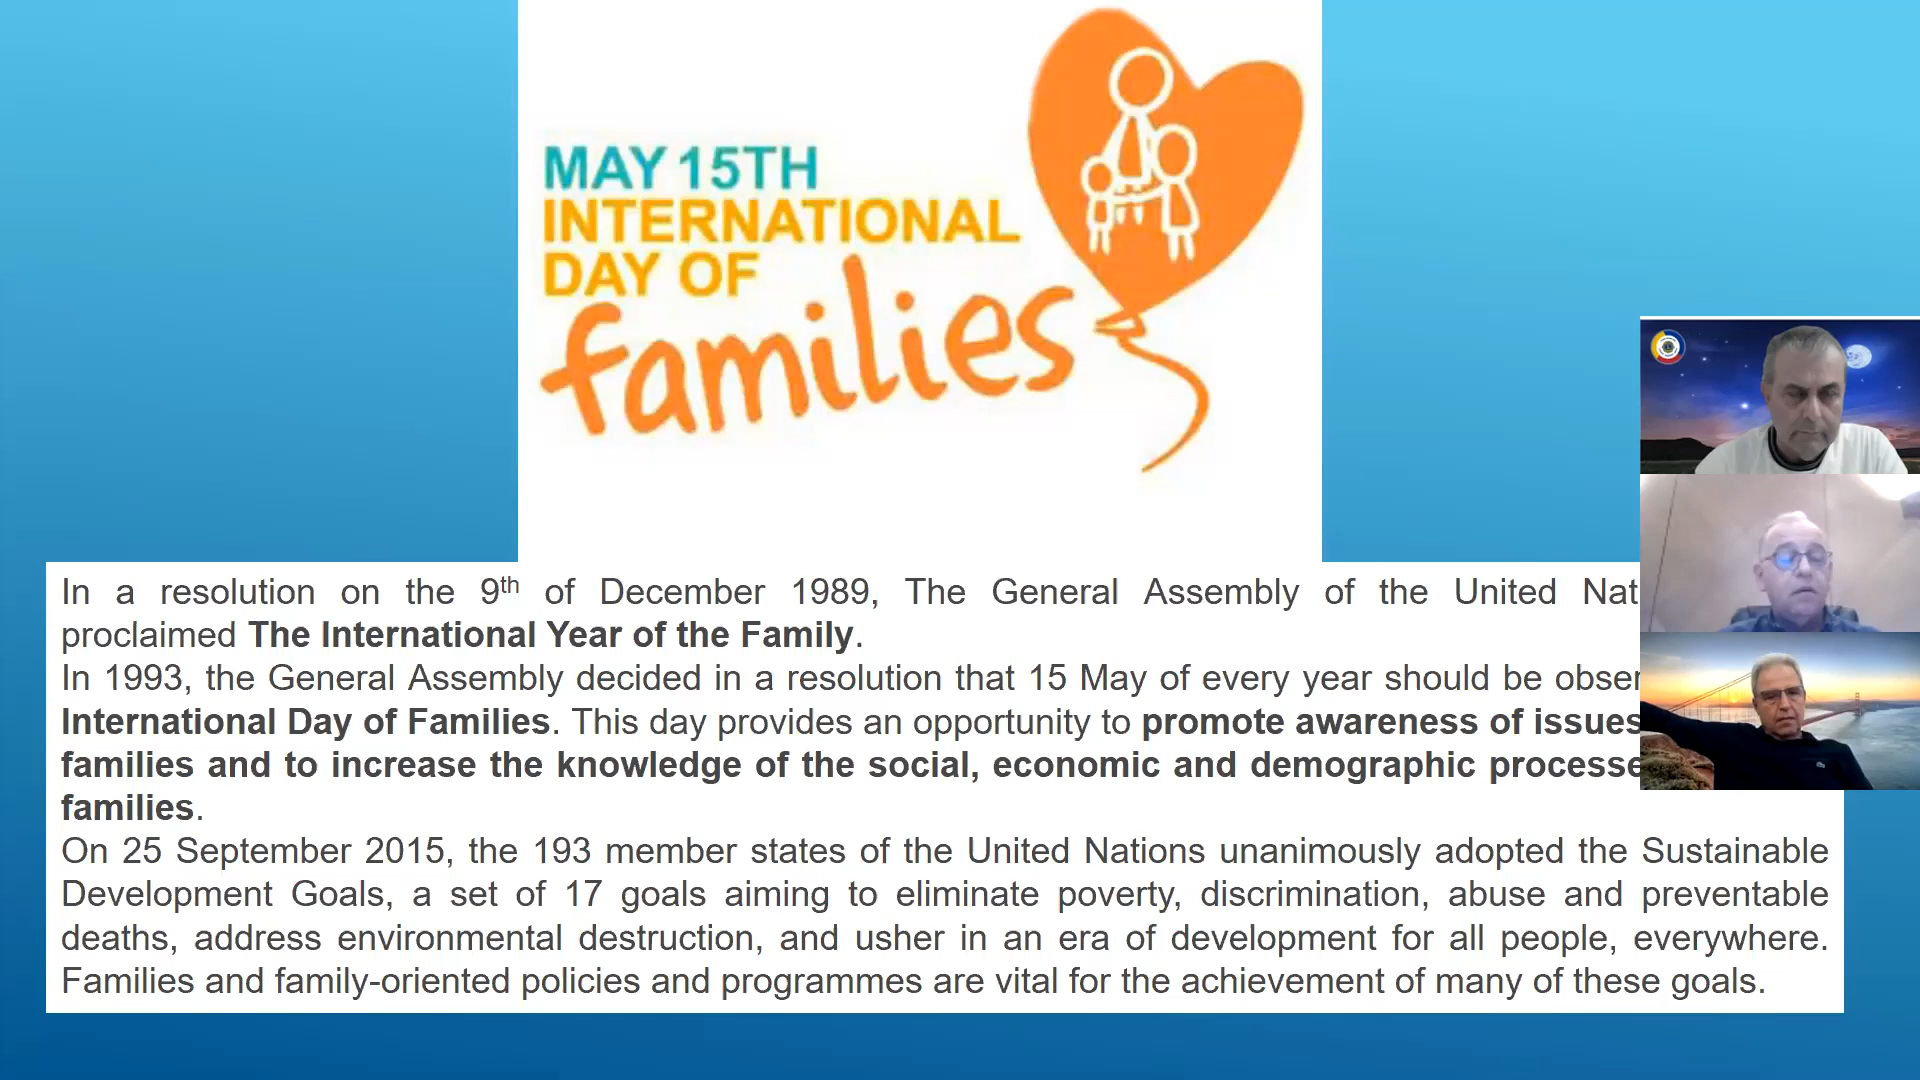 MAY 15TH
INTERNATIONAL
DAY OF
families
In a resolution on the 9th of December 1989, The General Assembly of the United
proclaimed The International Year of the Family.
In 1993, the General Assembly decided in a resolution that 15 May of every year should be
International Day of Families. This day provides an opportunity to promote awareness of issues
families and to increase the knowledge of the social, economic and demographic
families.
On 25 September 2015, the 193 member states of the United Nations unanimously adopted the Sustainable
Development Goals, a set of 17 goals aiming to eliminate poverty, discrimination, abuse and preventable
deaths, address environmental destruction, and usher in an era of development for all people, everywhere.
Families and family-oriented policies and programmes are vital for the achievement of many of these goals.